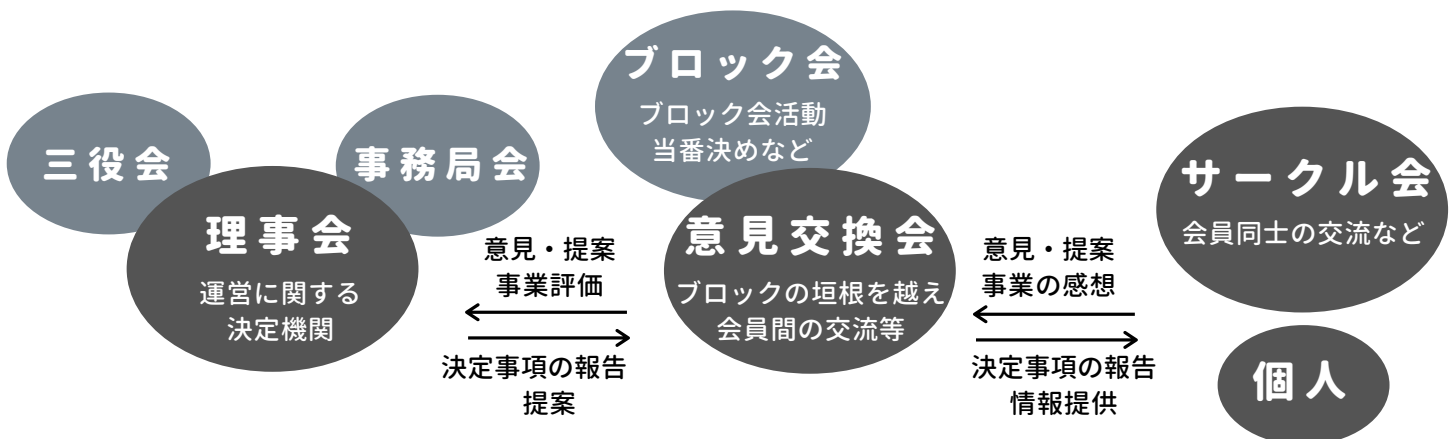 三役会
事務局会
理事会
運営に関する
決定機関
意見・提案
事業評価
決定事項の報告
提案
ブロック会
ブロック会活動
当番決めなど
意見交換会
ブロックの垣根を越え
会員間の交流等
意見・提案
事業の感想
決定事項の報告
情報提供
サークル会
会員同士の交流など
個人